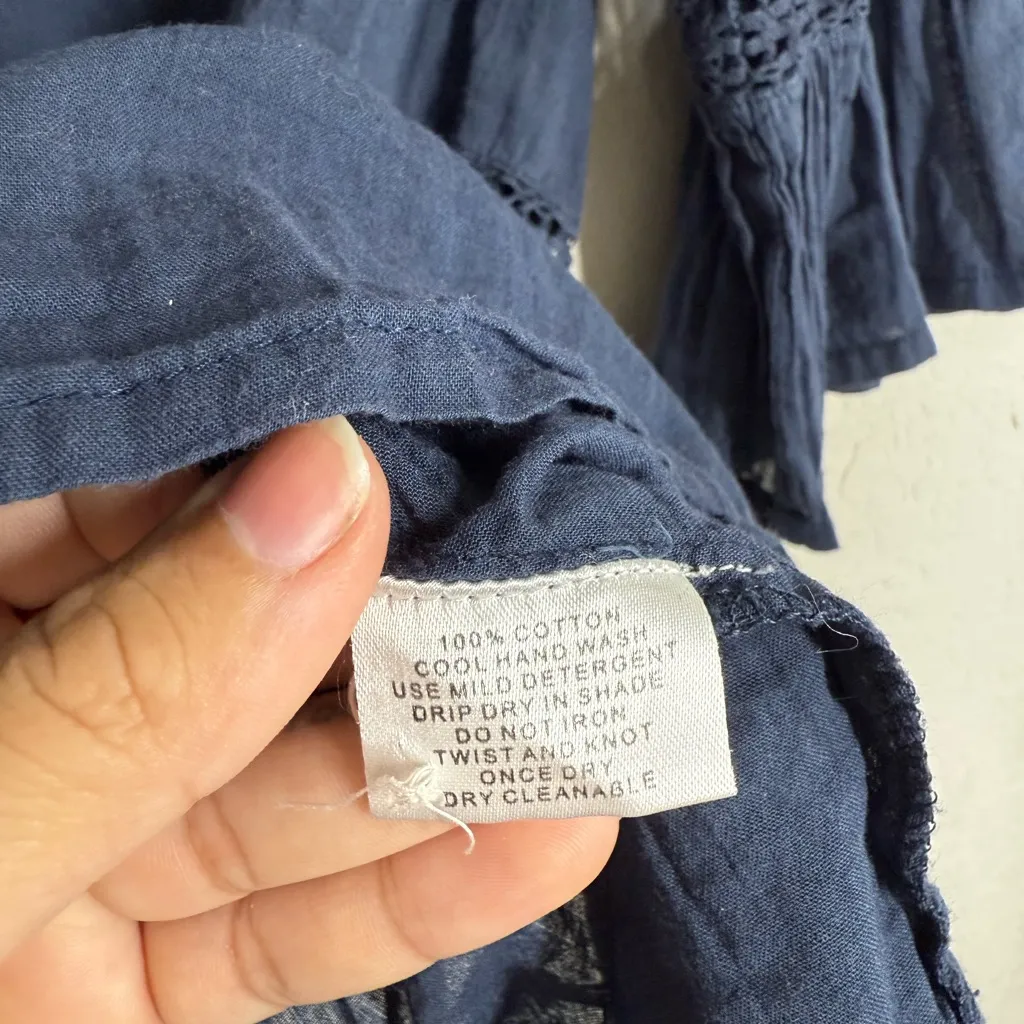 100% COTTON
COOL HAND WASH
USE MILD DETERGENT
DRIP DRY IN SHADE
DO NOT IRON
TWIST AND KNOT
ONCE DRY
DRY CLEANABLE